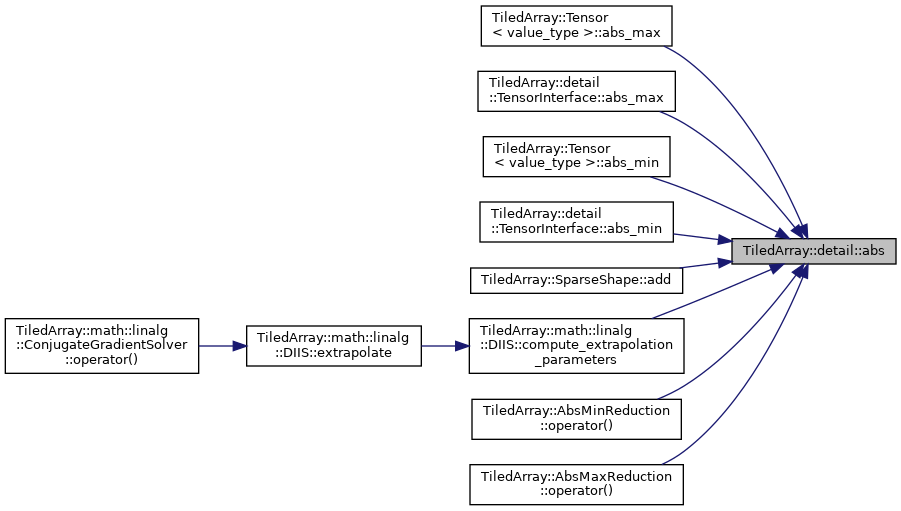 TiledArray::Tensor
< value_type >::abs_max
TiledArray::detail
::TensorInterface::abs_max
TiledArray::Tensor
< value_type >::abs_min
TiledArray::detail
::TensorInterface::abs_min
TiledArray::detail::abs
TiledArray::SparseShape::add
TiledArray::math::linalg
::ConjugateGradientSolver
::operator()
TiledArray::math::linalg
::DIIS::extrapolate
TiledArray::math::linalg
::DIIS::compute_extrapolation
_parameters
TiledArray::AbsMinReduction
::operator()
TiledArray::AbsMaxReduction
::operator()